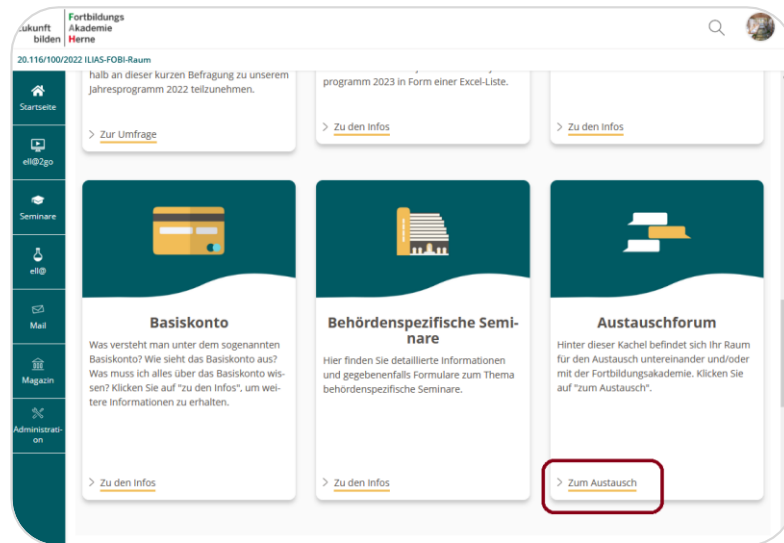 Fortbildungs
Zukunft Akademie
bilden Herne
20.116/100/2022 ILIAS-FOBI-Raum
Startseite
ell@2go
Seminare
ell@
Mail
Magazin
Administrati-
on
halb an dieser kurzen Befragung zu unserem
Jahresprogramm 2022 teilzunehmen.
> Zur Umfrage
programm 2023 in Form einer Excel-Liste.
> Zu den Infos
> Zu den Infos
Basiskonto
Was versteht man unter dem sogenannten
Basiskonto? Wie sieht das Basiskonto aus?
Was muss ich alles über das Basiskonto wis-
sen? Klicken Sie auf "zu den Infos", um wei-
tere Informationen zu erhalten.
> Zu den Infos
Behördenspezifische Semi-
nare
Hier finden Sie detaillierte Informationen
und gegebenenfalls Formulare zum Thema
behördenspezifische Seminare.
> Zu den Infos
Austauschforum
Hinter dieser Kachel befindet sich Ihr Raum
für den Austausch untereinander und/oder
mit der Fortbildungsakademie. Klicken Sie
auf "zum Austausch".
> Zum Austausch